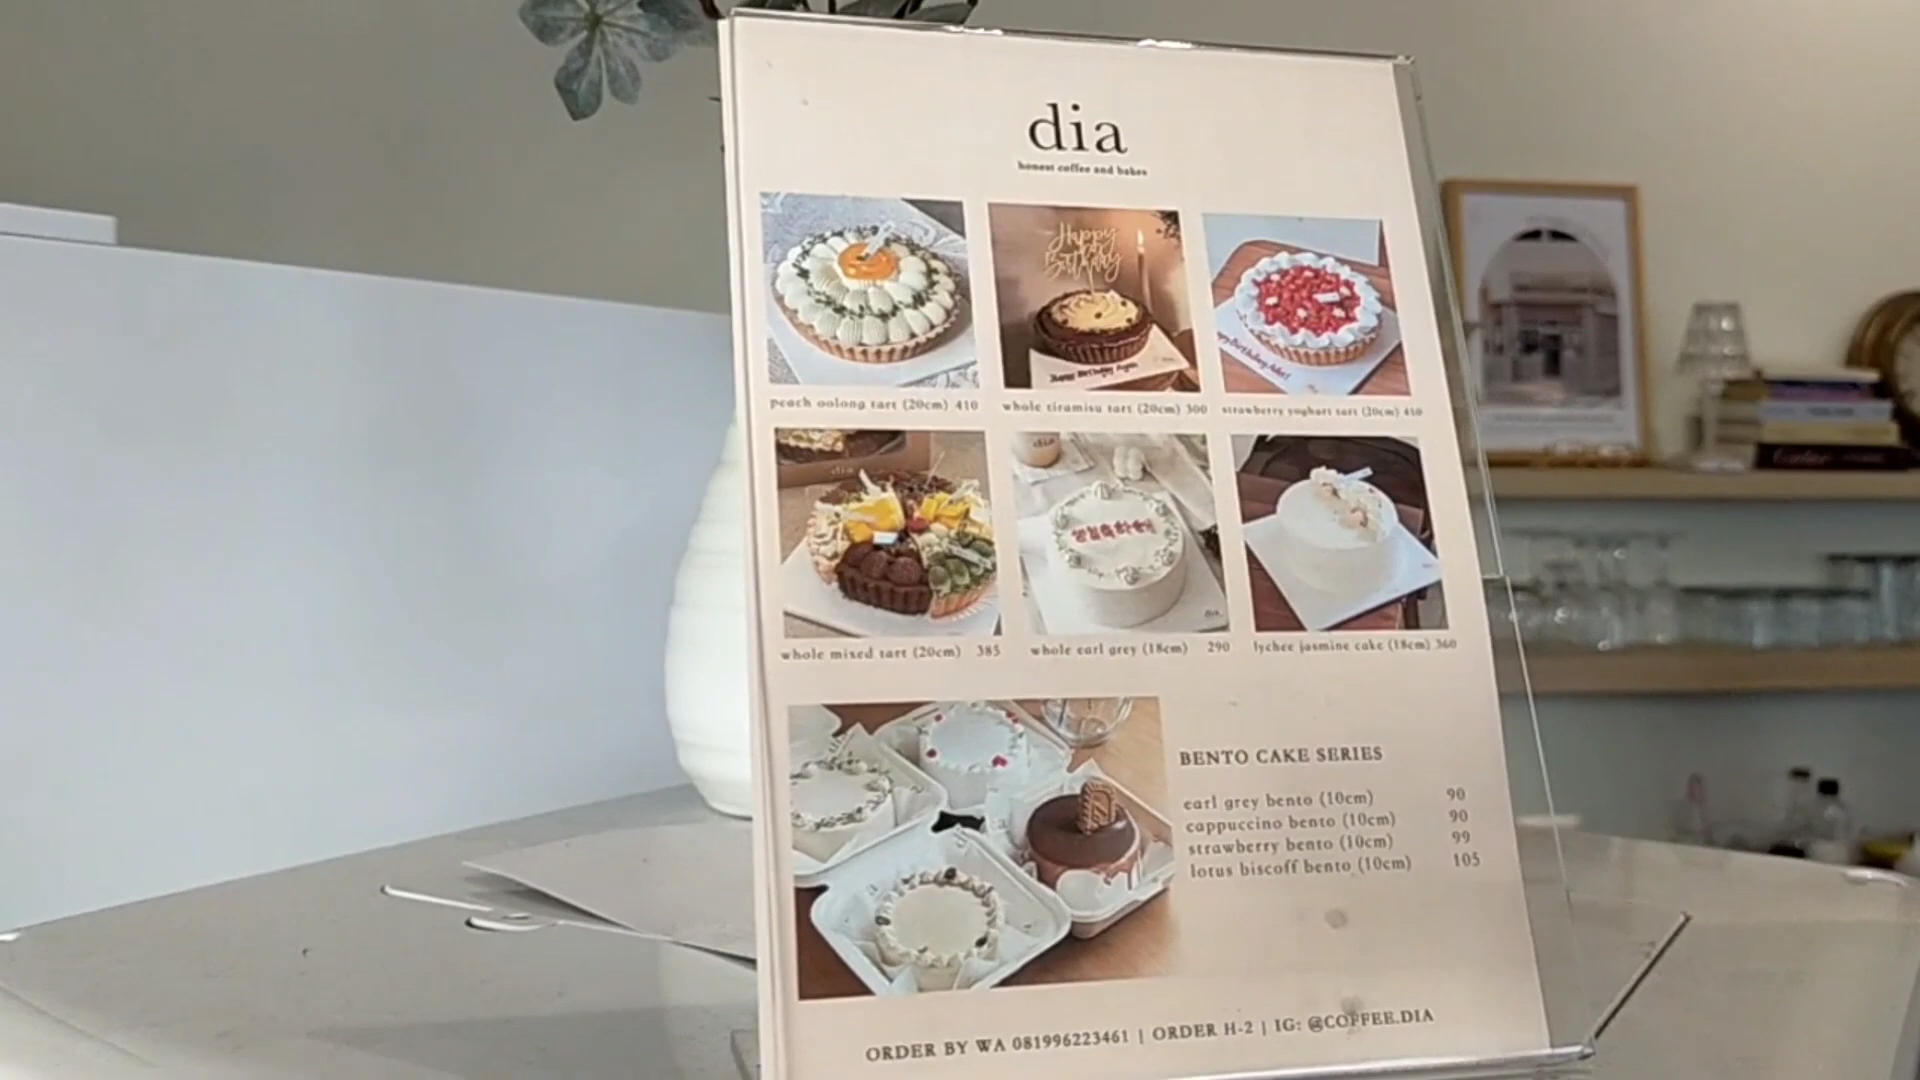 dia
honest coffee and bakes
Happy
Birthday
peach oolong tart (20cm) 410
whole tiramisu tart (20cm) 300
strawberry yoghurt tart (20cm) 410
whole mixed tart (20cm) 385
whole earl grey (18cm) 290
lychee jasmine cake (18cm) 360
BENTO CAKE SERIES
earl grey bento (10cm) 90
cappuccino bento (10cm) 90
strawberry bento (10cm) 99
lotus biscoff bento (10cm) 105
ORDER BY WA 081996223461 | ORDER H-2 | IG: @COFFEE.DIA